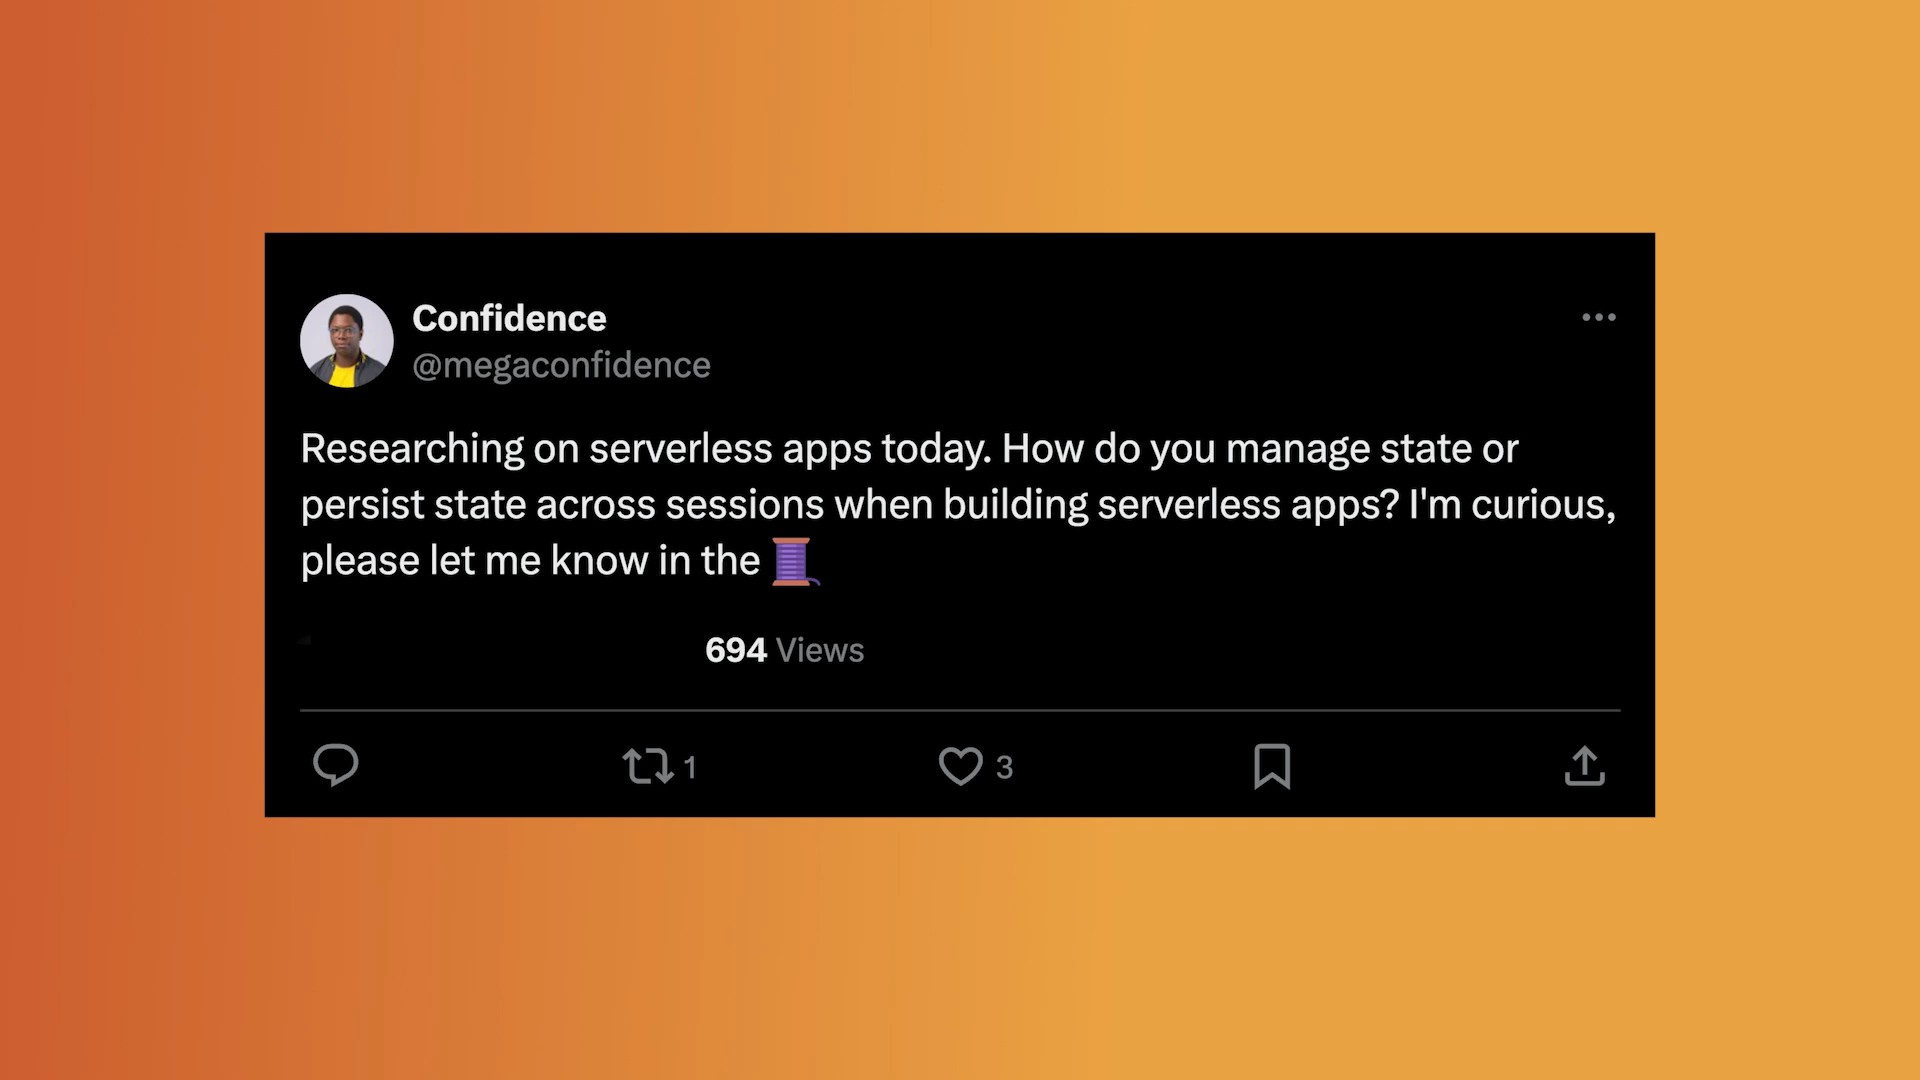 Confidence
@megaconfidence
Researching on serverless apps today. How do you manage state or
persist state across sessions when building serverless apps? I'm curious,
please let me know in the 🧵
694 Views
1
3